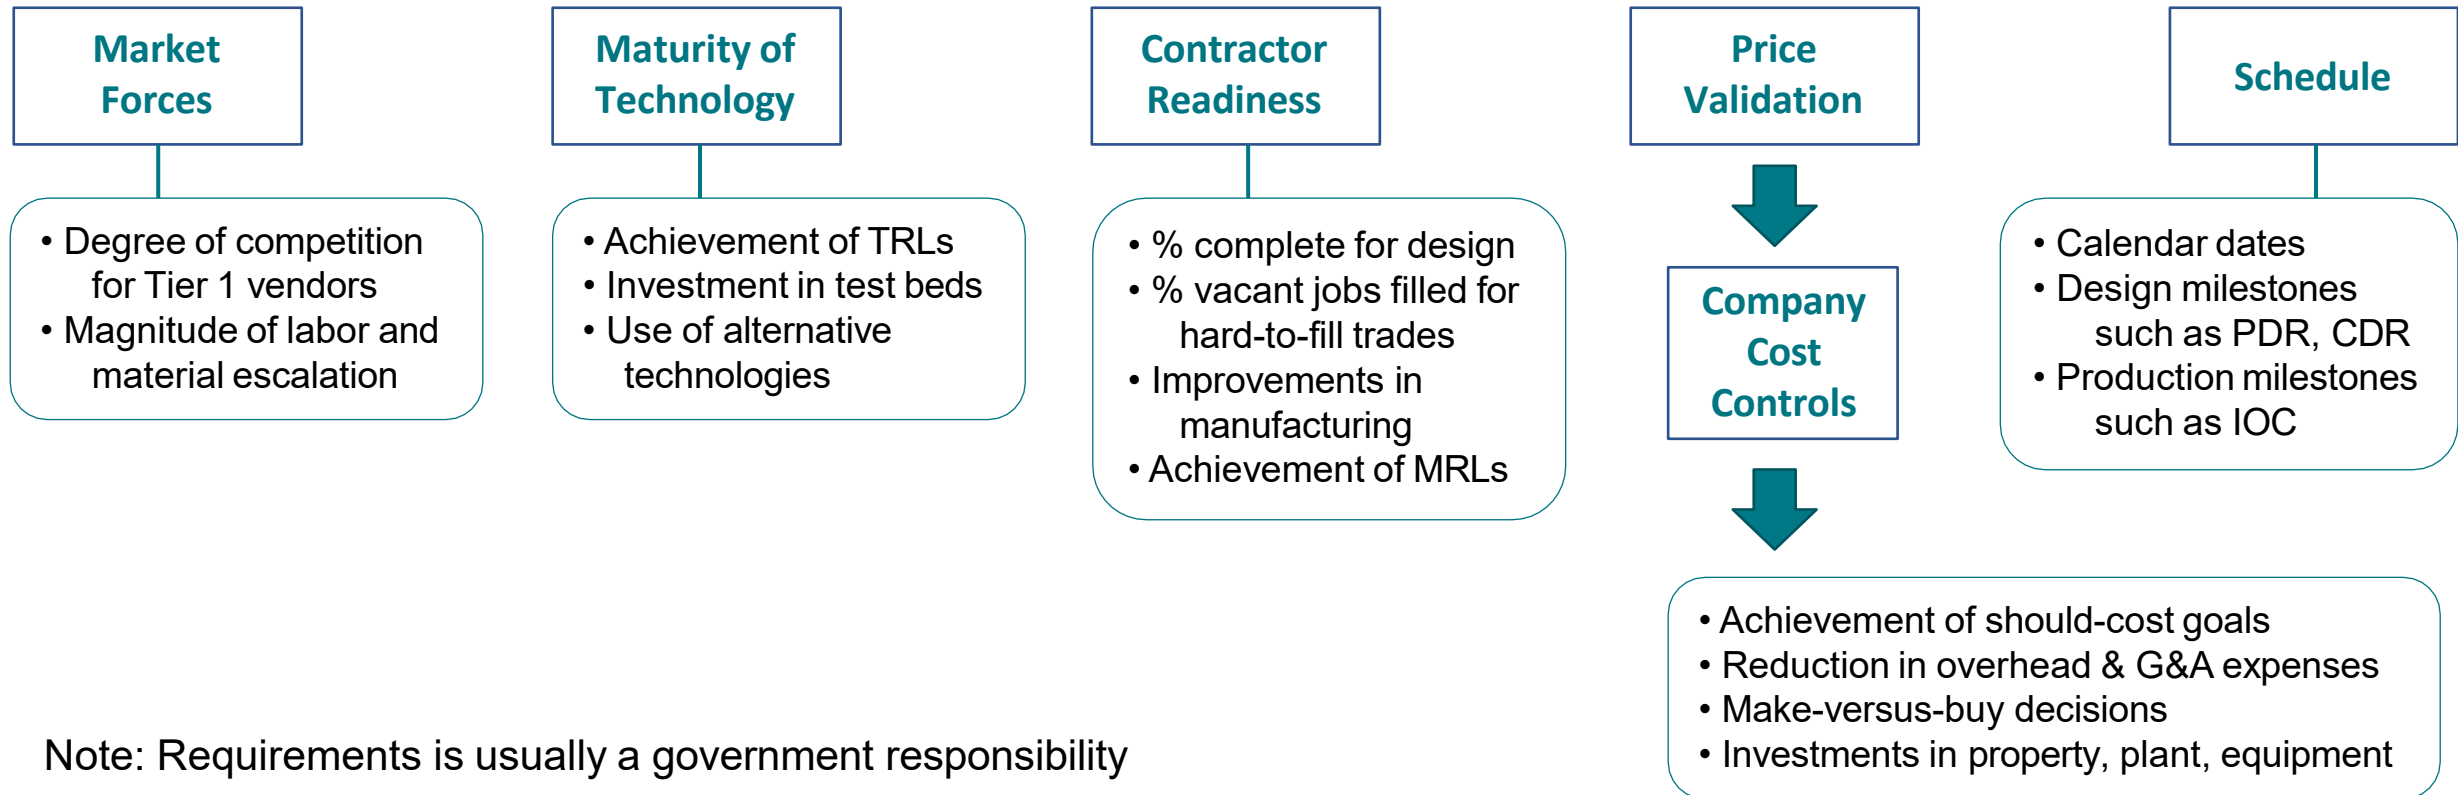 Market
Forces
Maturity of
Technology
Contractor
Readiness
Price
Validation
Schedule
• Degree of competition
for Tier 1 vendors
• Magnitude of labor and
material escalation
• Achievement of TRLs
• Investment in test beds
• Use of alternative
technologies
• % complete for design
• % vacant jobs filled for
hard-to-fill trades
• Improvements in
manufacturing
• Achievement of MRLs
Company
Cost
Controls
• Calendar dates
• Design milestones
such as PDR, CDR
• Production milestones
such as IOC
• Achievement of should-cost goals
• Reduction in overhead & G&A expenses
• Make-versus-buy decisions
• Investments in property, plant, equipment
Note: Requirements is usually a government responsibility